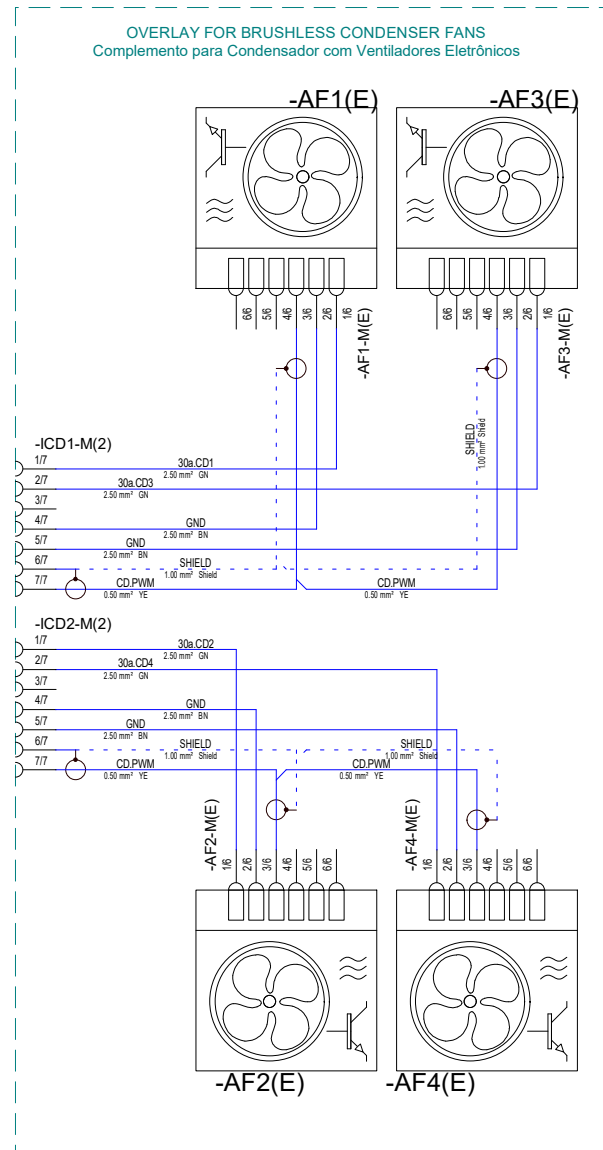 OVERLAY FOR BRUSHLESS CONDENSER FANS
Complemento para Condensador com Ventiladores Eletrônicos
-AF1(E)
-AF3(E)
6/6
5/6
4/6
3/6
2/6
1/6
-AF1-M(E)
6/6
5/6
4/6
3/6
2/6
1/6
-AF3-M(E)
SHIELD
1.00 mm² Shield
-ICD1-M(2)
1/7
30a.CD1
2.50 mm² GN
2/7
30a.CD3
2.50 mm² GN
3/7
4/7
GND
2.50 mm² BN
5/7
GND
2.50 mm² BN
6/7
SHIELD
1.00 mm² Shield
7/7
CD.PWM
0.50 mm² YE
CD.PWM
0.50 mm² YE
-ICD2-M(2)
1/7
30a.CD2
2.50 mm² GN
2/7
30a.CD4
2.50 mm² GN
3/7
4/7
GND
2.50 mm² BN
5/7
GND
2.50 mm² BN
6/7
SHIELD
1.00 mm² Shield
SHIELD
1.00 mm² Shield
7/7
CD.PWM
0.50 mm² YE
CD.PWM
0.50 mm² YE
-AF2-M(E)
1/6
2/6
3/6
4/6
5/6
6/6
-AF4-M(E)
1/6
2/6
3/6
4/6
5/6
6/6
-AF2(E)
-AF4(E)